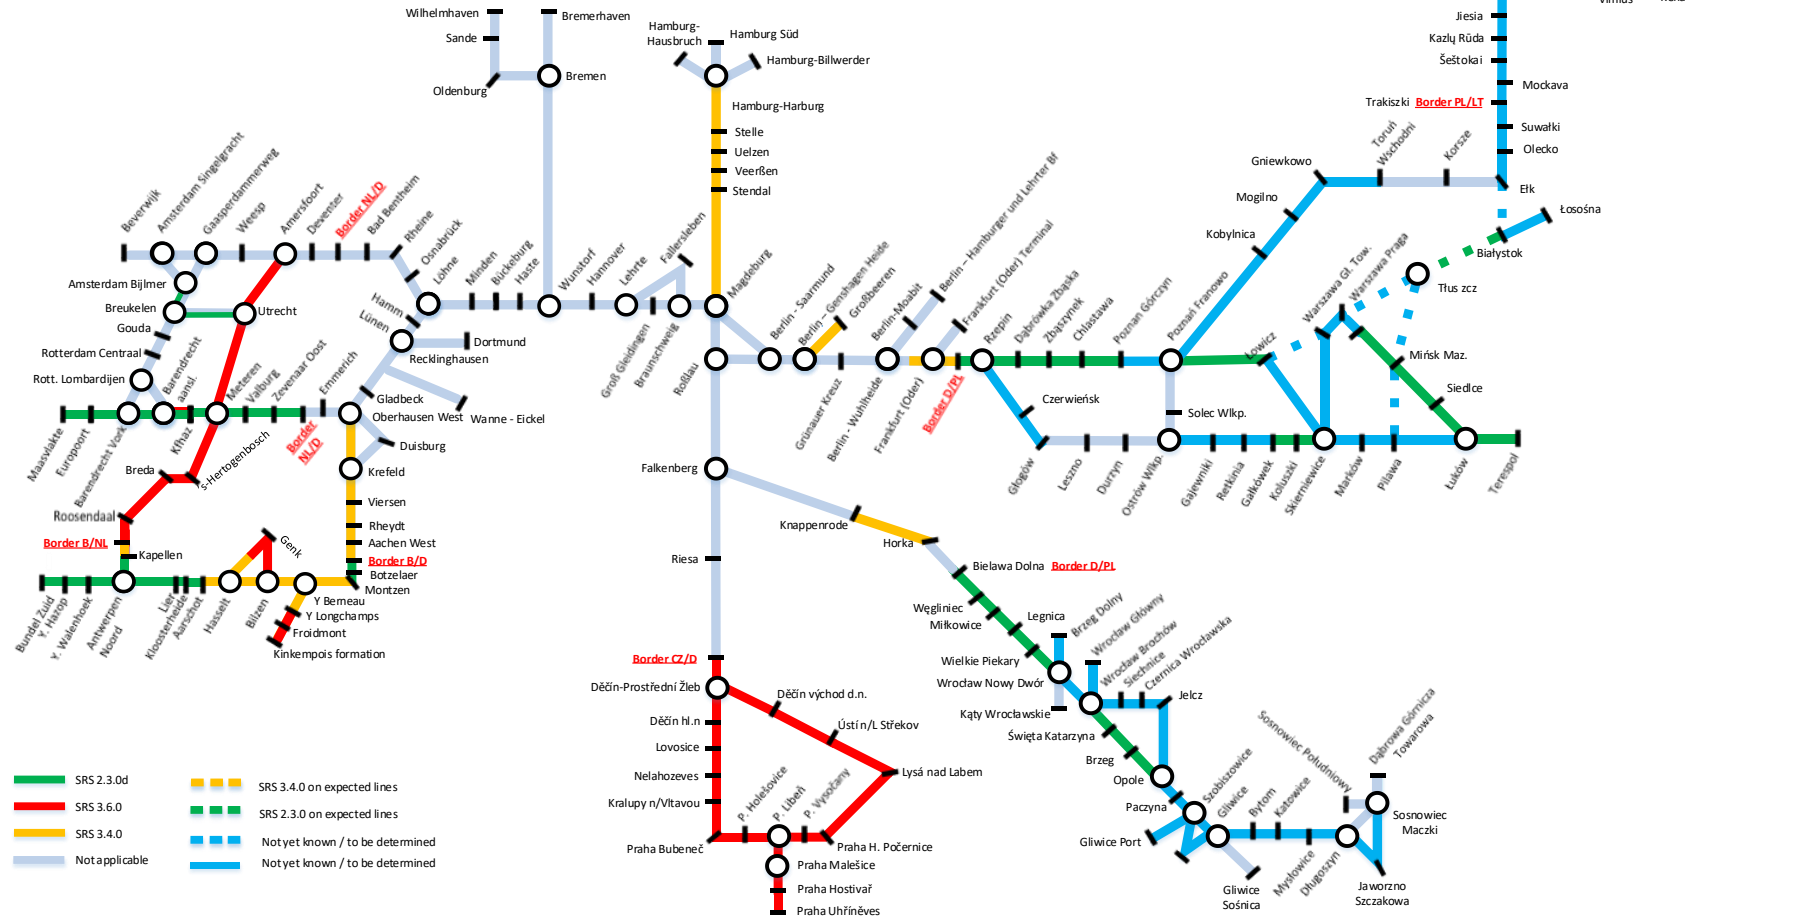 Wilhelmhaven
Sande
Oldenburg
Bremerhaven
Bremen
Hamburg-
Hausbruch
Hamburg Süd
Hamburg-Billwerder
Hamburg-Harburg
Stelle
Uelzen
Veerßen
Stendal
Jiesia
Kazlų Rūda
Šeštokai
Mockava
Trakiszki Border PL/LT
Suwałki
Olecko
Ełk
Toruń
Wschodni
Korsze
Gniewkowo
Mogilno
Kobylnica
Łosośna
Białystok
Tłus zcz
Beverwijk
Amsterdam Singelgracht
Gaasperdammerweg
Weesp
Amersfoort
Deventer
Border NL/D
Bad Bentheim
Rheine
Osnabrück
Löhne
Minden
Bückeburg
Haste
Wunstorf
Hannover
Lehrte
Fallersleben
Magdeburg
Groß Gleidingen
Braunschweig
Roßlau
Berlin - Saarmund
Berlin – Genshagen Heide
Großbeeren
Grünauer Kreuz
Berlin-Moabit
Berlin – Hamburger und Lehrter Bf
Berlin - Wuhlheide
Frankfurt (Oder)
Frankfurt (Oder) Terminal
Border D/PL
Rzepin
Dąbrówka Zbąska
Zbąszynek
Chlastawa
Poznań Górczyn
Poznań Franowo
Łowicz
Warszawa Gł. Tow.
Warszawa Praga
Mińsk Maz.
Siedlce
Czerwieńsk
Solec Wlkp.
Głogów
Leszno
Durzyn
Ostrów Wlkp.
Gajewniki
Retkinia
Gałkówek
Koluszki
Skierniewice
Marków
Pilawa
Łuków
Terespol
Amsterdam Bijlmer
Breukelen
Utrecht
Gouda
Rotterdam Centraal
Rott. Lombardijen
Barendrecht
aansl.
Meteren
Valburg
Zevenaar Oost
Emmerich
Hamm
Lünen
Dortmund
Recklinghausen
Gladbeck
Oberhausen West
Wanne - Eickel
Duisburg
Border
NL/D
Maasvlakte
Europoort
Barendrecht Vork
Kfhaz
's-Hertogenbosch
Breda
Roosendaal
Border B/NL
Kapellen
Krefeld
Viersen
Rheydt
Aachen West
Border B/D
Botzelaer
Montzen
Genk
Bundel Zuid
Y. Hazop
Y. Walenhoek
Antwerpen
Noord
Lier
Kloosterheide
Aarschot
Hasselt
Bilzen
Y Berneau
Y Longchamps
Froidmont
Kinkempois formation
Falkenberg
Knappenrode
Horka
Riesa
Bielawa Dolna Border D/PL
Węgliniec
Miłkowice
Legnica
Wielkie Piekary
Brzeg Dolny
Wrocław Główny
Wrocław Nowy Dwór
Wrocław Brochów
Siechnice
Czernica Wrocławska
Kąty Wrocławskie
Jelcz
Święta Katarzyna
Brzeg
Opole
Paczyna
Szobiszowice
Gliwice
Bytom
Katowice
Gliwice Port
Gliwice
Sośnica
Mysłowice
Długoszyn
Sosnowiec Południowy
Dąbrowa Górnicza
Towarowa
Sosnowiec
Maczki
Jaworzno
Szczakowa
Border CZ/D
Děčín-Prostřední Žleb
Děčín východ d.n.
Děčín hl.n
Ústí n/L Střekov
Lovosice
Nelahozeves
Lysá nad Labem
Kralupy n/Vltavou
P. Holešovice
P. Libeň
P. Vysočany
Praha Bubeneč
Praha H. Počernice
Praha Malešice
Praha Hostivař
Praha Uhříněves
SRS 2.3.0d
SRS 3.6.0
SRS 3.4.0
Not applicable
SRS 3.4.0 on expected lines
SRS 2.3.0 on expected lines
Not yet known / to be determined
Not yet known / to be determined